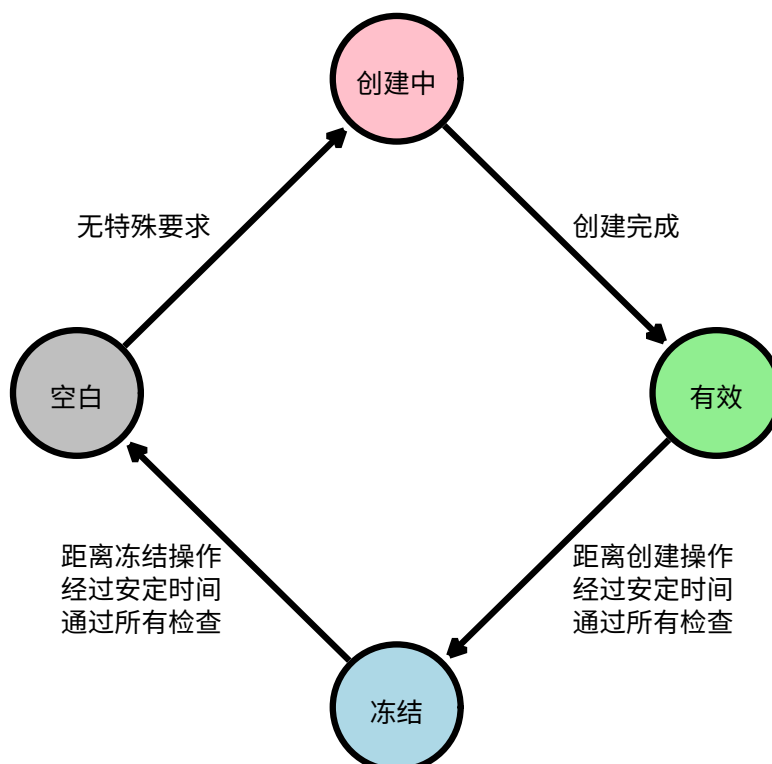 创建中
无特殊要求
创建完成
空白
有效
距离冻结操作
经过安定时间
通过所有检查
距离创建操作
经过安定时间
通过所有检查
冻结